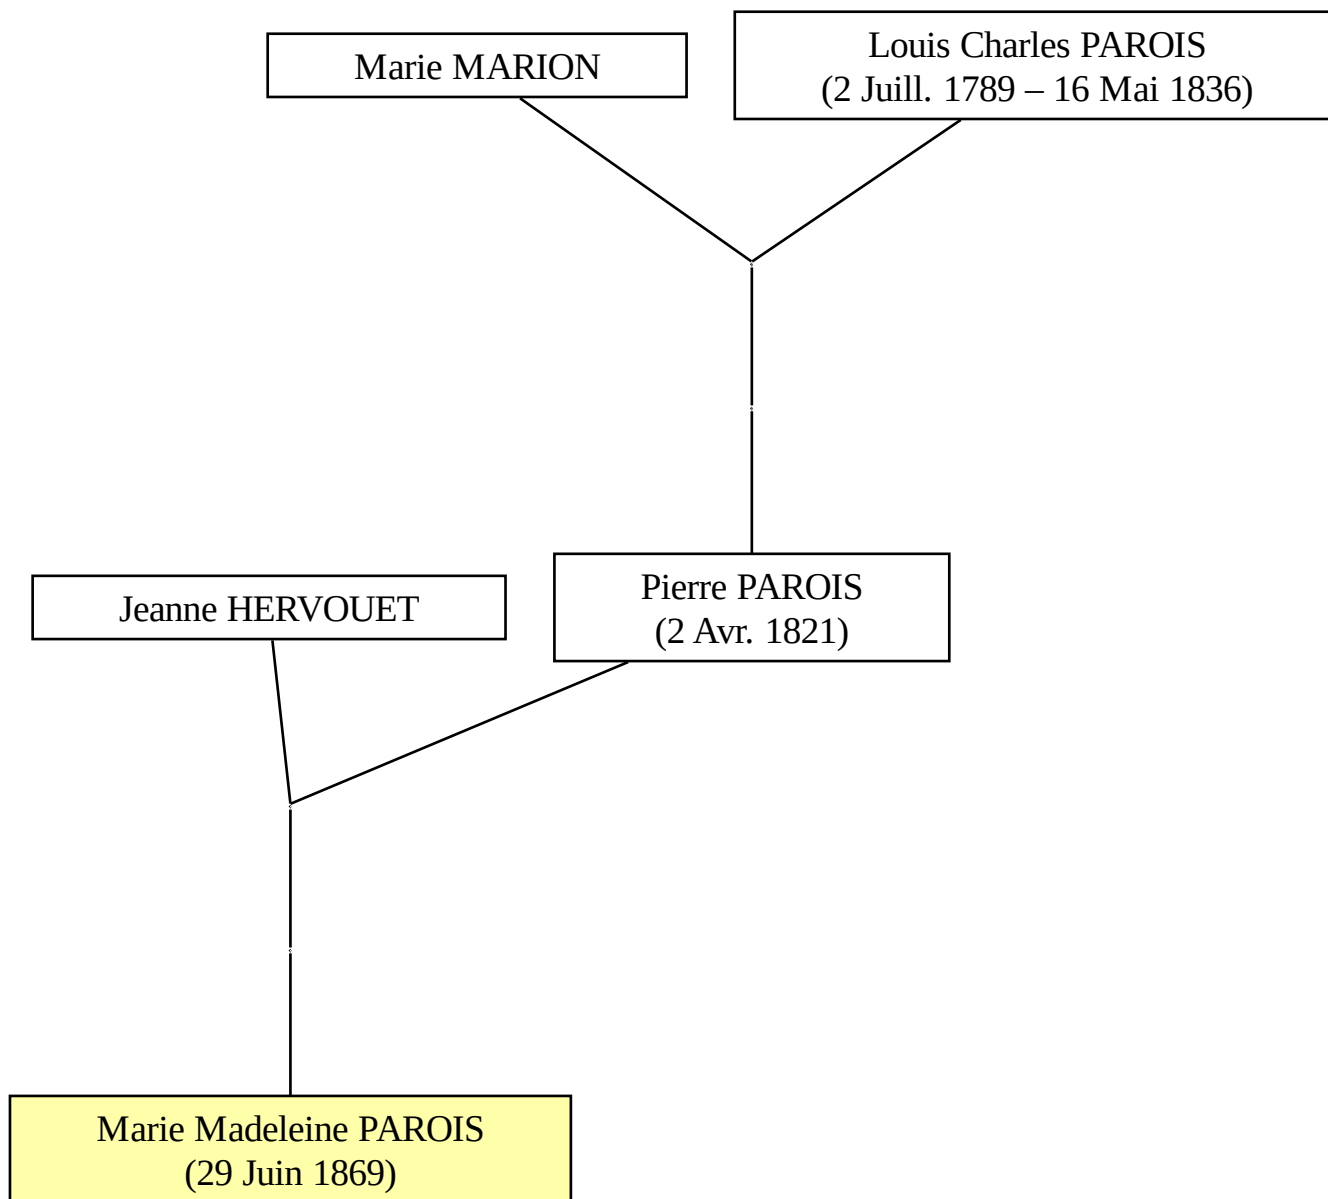 Marie MARION
Louis Charles PAROIS
(2 Juill. 1789 – 16 Mai 1836)
Jeanne HERVOUET
Pierre PAROIS
(2 Avr. 1821)
Marie Madeleine PAROIS
(29 Juin 1869)